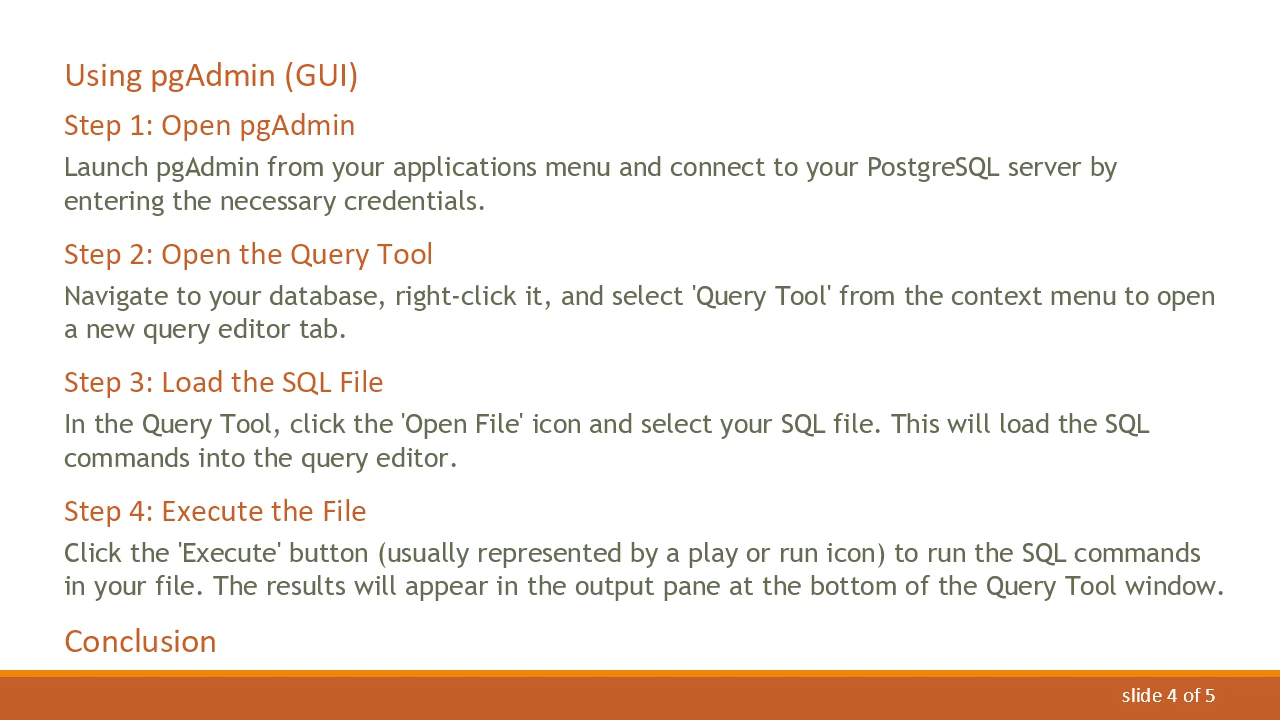 Using pgAdmin (GUI)
Step 1: Open pgAdmin
Launch pgAdmin from your applications menu and connect to your PostgreSQL server by
entering the necessary credentials.
Step 2: Open the Query Tool
Navigate to your database, right-click it, and select 'Query Tool' from the context menu to open
a new query editor tab.
Step 3: Load the SQL File
In the Query Tool, click the 'Open File' icon and select your SQL file. This will load the SQL
commands into the query editor.
Step 4: Execute the File
Click the 'Execute' button (usually represented by a play or run icon) to run the SQL commands
in your file. The results will appear in the output pane at the bottom of the Query Tool window.
Conclusion
slide 4 of 5